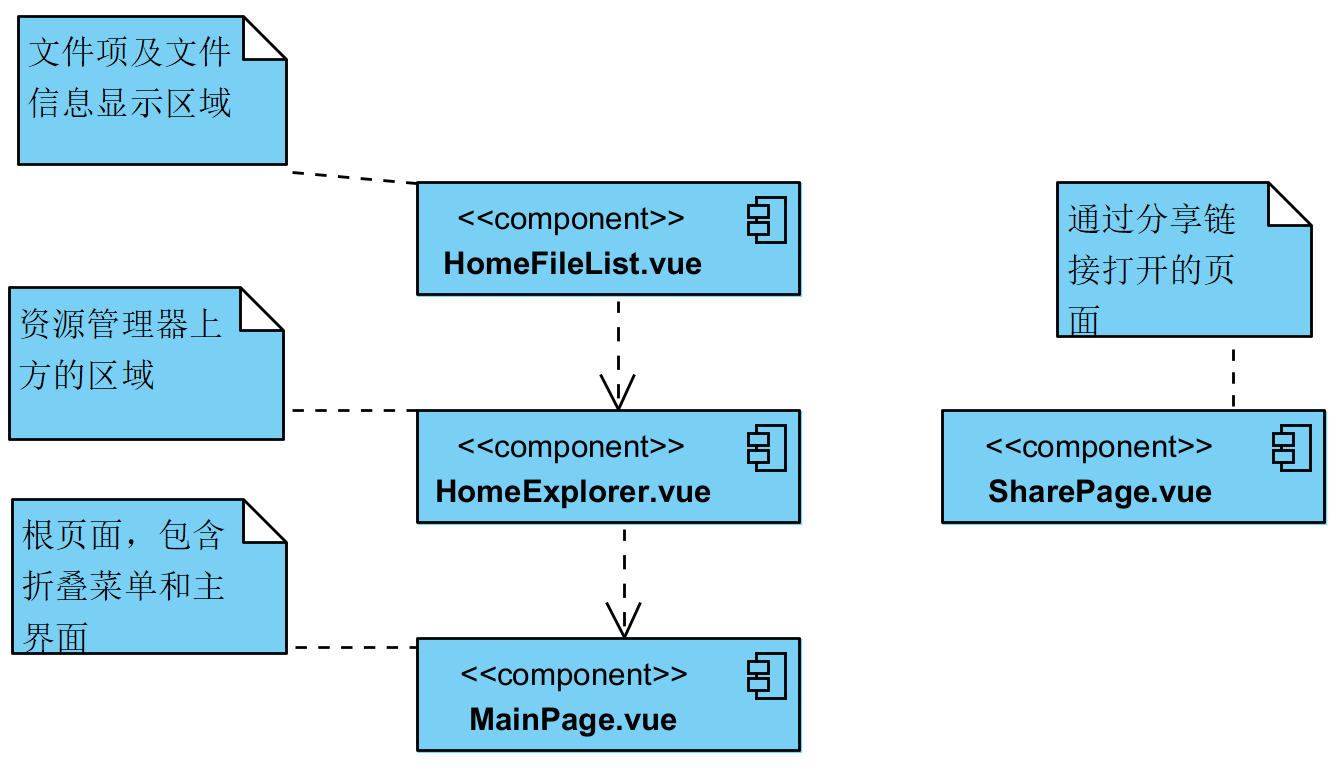 文件项及文件
信息显示区域
<<component>>
HomeFileList.vue
通过分享链
接打开的页
面
资源管理器上
方的区域
<<component>>
HomeExplorer.vue
<<component>>
SharePage.vue
根页面，包含
折叠菜单和主
界面
<<component>>
MainPage.vue